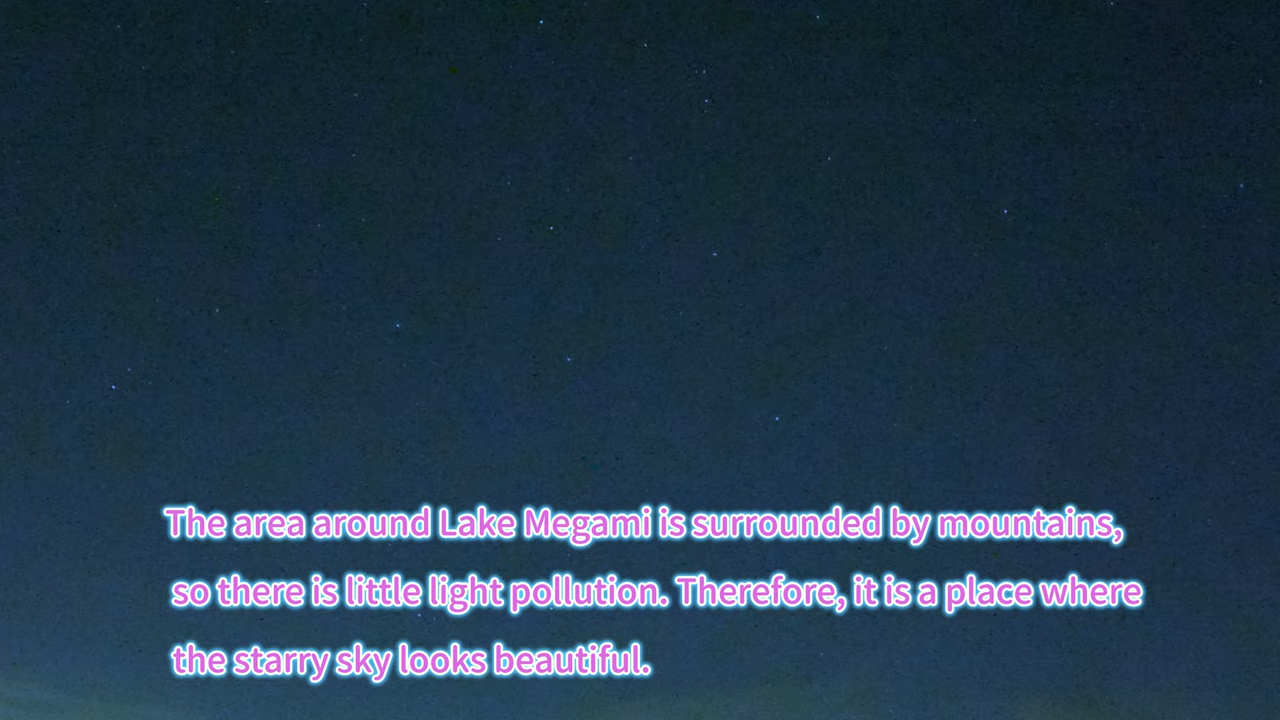 The area around Lake Megami is surrounded by mountains,
so there is little light pollution. Therefore, it is a place where
the starry sky looks beautiful.